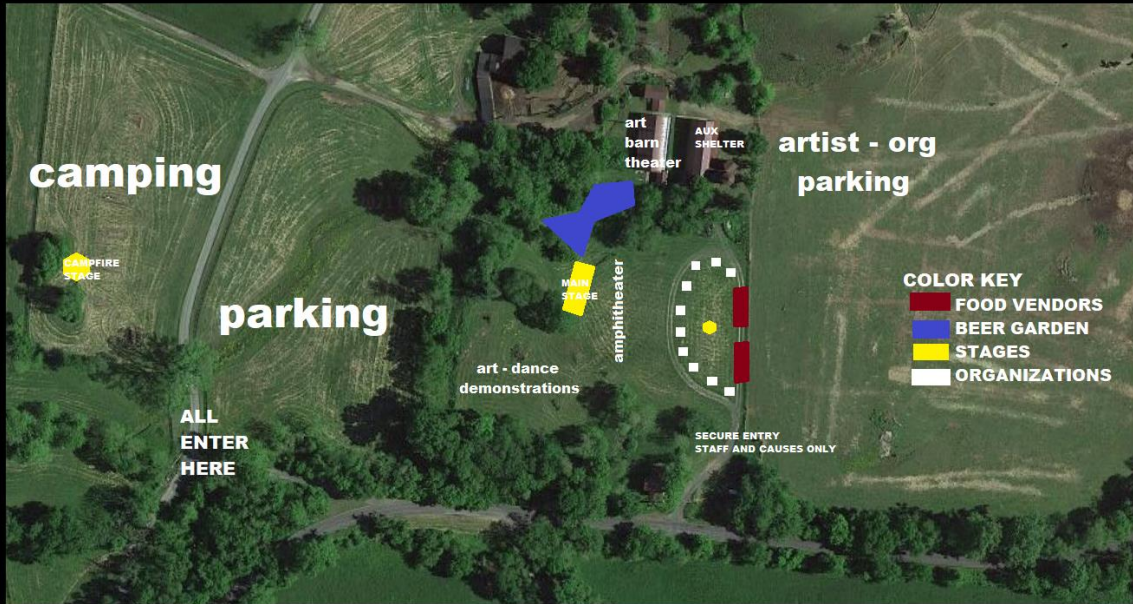 camping
CAMPFIRE
STAGE
parking
ALL
ENTER
HERE
art
barn
theater
AUX
SHELTER
artist - org
parking
MAIN
STAGE
amphitheater
art - dance
demonstrations
SECURE ENTRY
STAFF AND CAUSES ONLY
COLOR KEY
FOOD VENDORS
BEER GARDEN
STAGES
ORGANIZATIONS